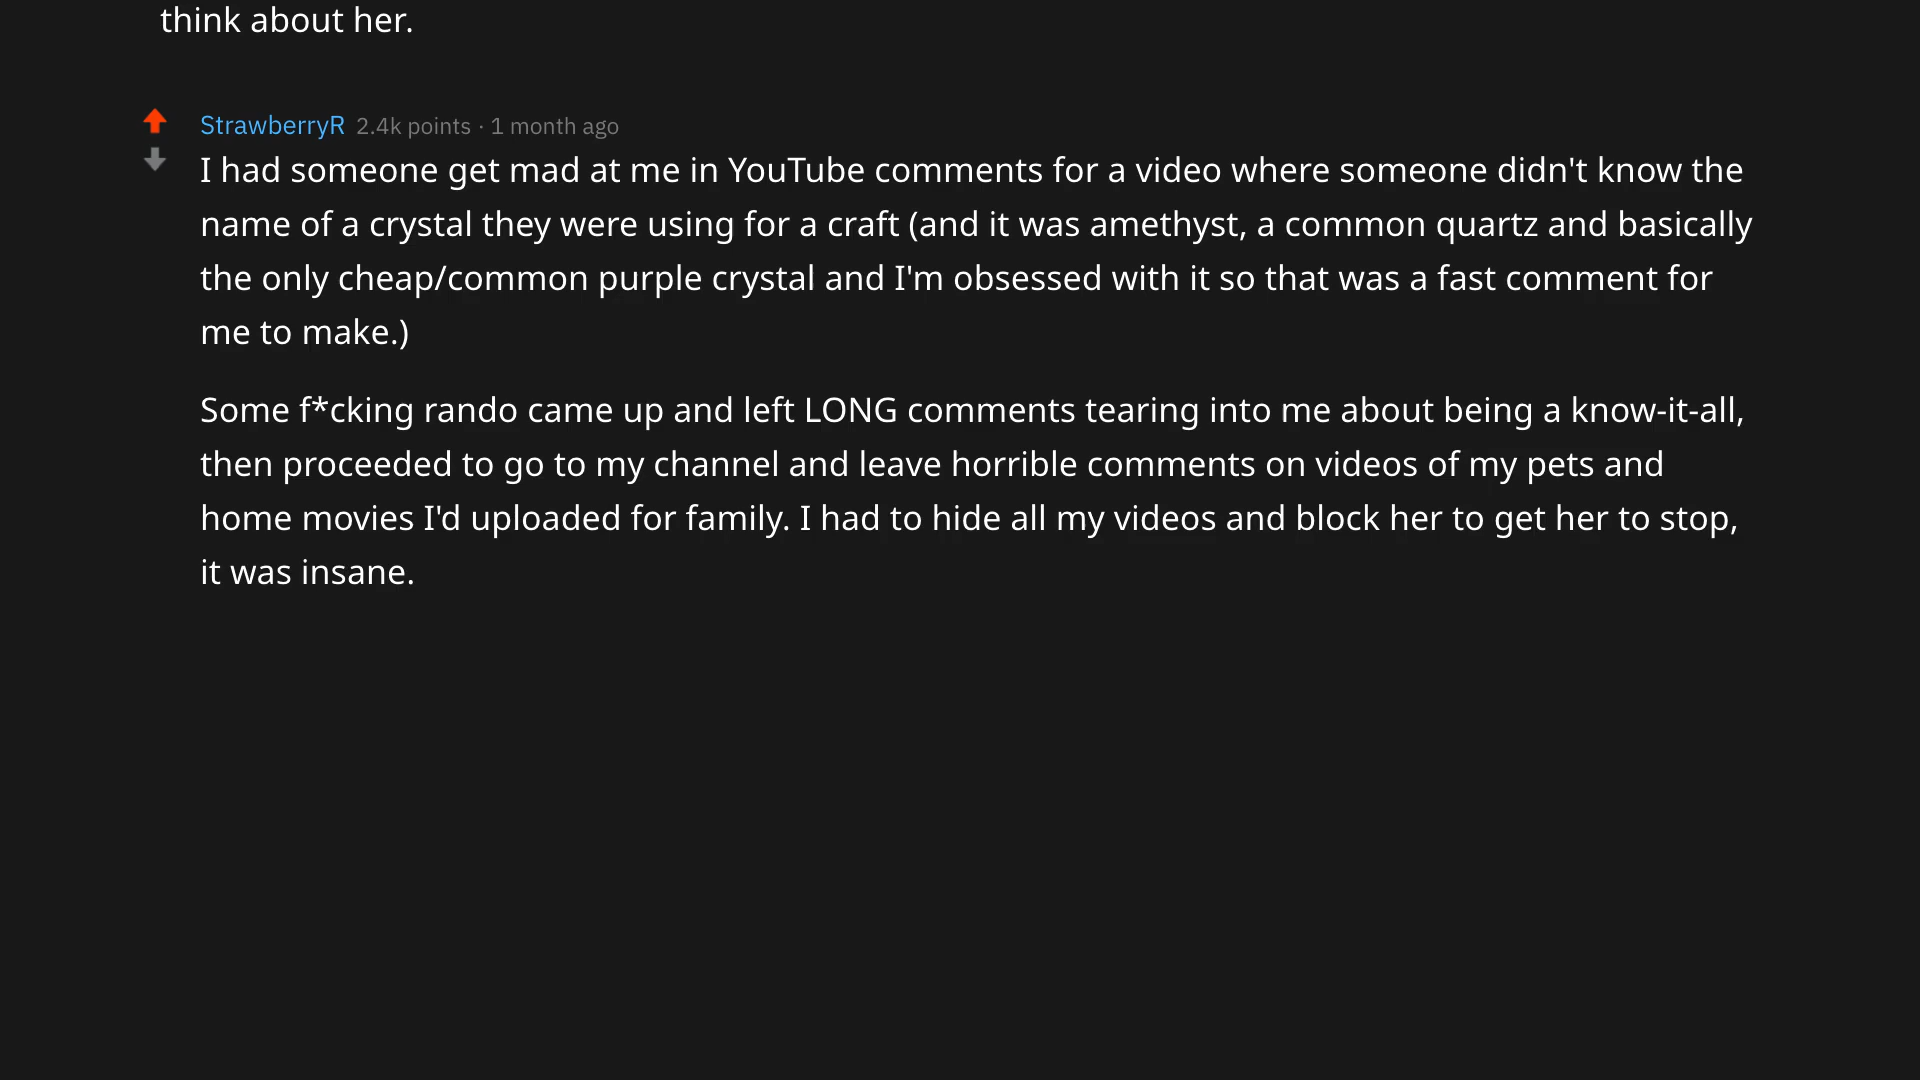 think about her.
StrawberryR 2.4k points · 1 month ago
I had someone get mad at me in YouTube comments for a video where someone didn't know the
name of a crystal they were using for a craft (and it was amethyst, a common quartz and basically
the only cheap/common purple crystal and I'm obsessed with it so that was a fast comment for
me to make.)
Some f*cking rando came up and left LONG comments tearing into me about being a know-it-all,
then proceeded to go to my channel and leave horrible comments on videos of my pets and
home movies I'd uploaded for family. I had to hide all my videos and block her to get her to stop,
it was insane.